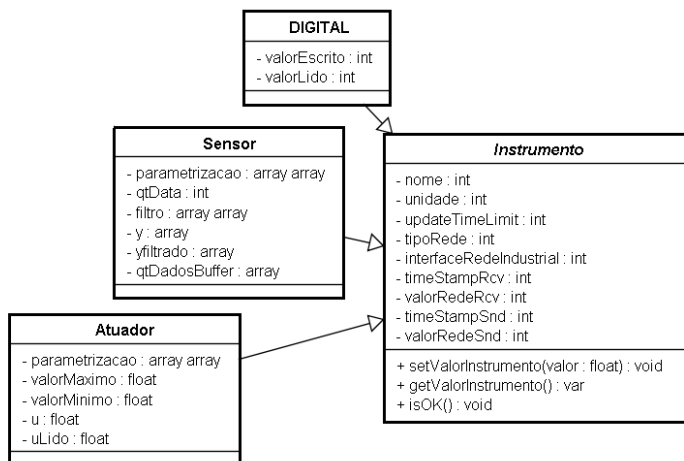 DIGITAL
- valorEscrito : int
- valorLido : int
Sensor
- parametrizacao : array array
- qtData : int
- filtro : array array
- y : array
- yfiltrado : array
- qtDadosBuffer : array
Instrumento
- nome : int
- unidade : int
- updateTimeLimit : int
- tipoRede : int
- interfaceRedeIndustrial : int
- timeStampRcv : int
- valorRedeRcv : int
- timeStampSnd : int
- valorRedeSnd : int
+ setValorInstrumento(valor : float) : void
+ getValorInstrumento() : var
+ isOK() : void
Atuador
- parametrizacao : array array
- valorMaximo : float
- valorMinimo : float
- u : float
- uLido : float